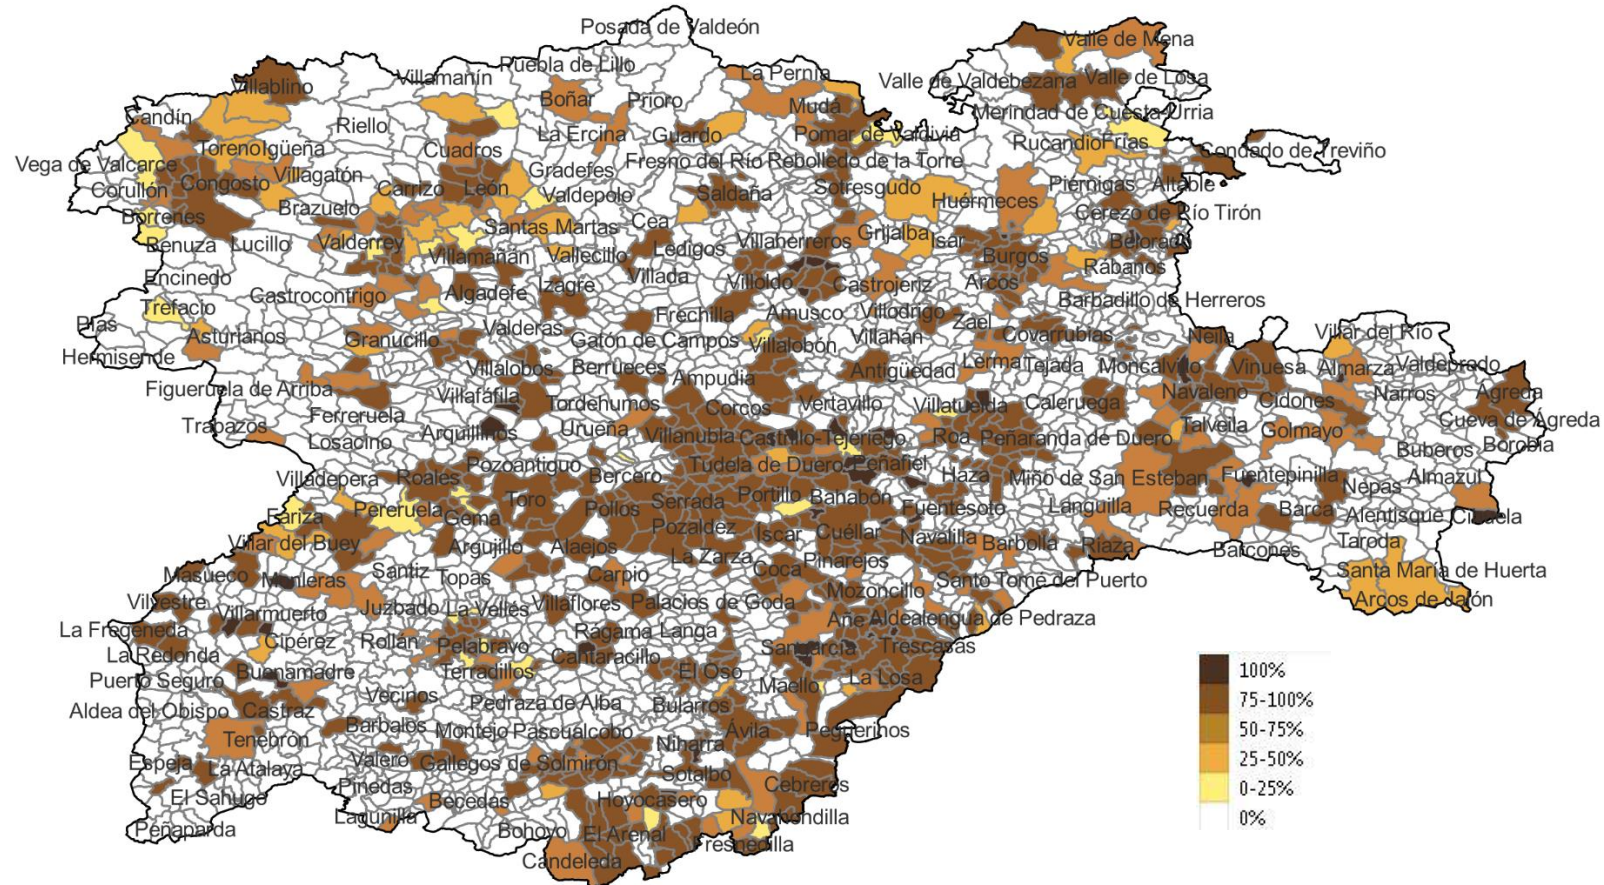 Posada de Valdeón
Valle de Mena
Puebla de Lillo
Villamanín
La Pernía
Valle de Valdebezana
Valle de Losa
Villablino
Boñar
Prioro
Mudá
Candín
Riello
La Ercina
Guardo
Pomar de Valdivia
Merindad de Cuesta-Urria
Toreno
Igüeña
Cuadros
Rucandio
Frías
Condado de Treviño
Vega de Valcarce
Villagatón
Gradefes
Fresno del Río
Rebolledo de la Torre
Corullón
Congosto
Carrizo
León
Valdepolo
Saldaña
Sotresgudo
Piernigas
Altable
Borrenes
Brazuelo
Cea
Huérmeces
Cerezo de Río Tirón
Benuza
Lucillo
Valderrey
Santas Martas
Villaherreros
Grijalba
Isar
Belorado
Villamañán
Vallecillo
Ledigos
Burgos
Rábanos
Encinedo
Villada
Villoldo
Castrojeriz
Arcos
Trefacio
Castrocontrigo
Algadefe
Izagre
Barbadillo de Herreros
Pías
Asturianos
Frechilla
Amusco
Villodrigo
Zael
Covarrubias
Neila
Villar del Río
Hermisende
Granucillo
Valderas
Gatón de Campos
Villalobón
Villahán
Lerma
Tejada
Moncalvillo
Vinuesa
Almarza
Valdeprado
Villalobos
Berrueces
Ampudia
Antigüedad
Figueruela de Arriba
Villafáfila
Tordehumos
Corcos
Vertavillo
Villatuelda
Caleruega
Navaleno
Cidones
Narros
Ágreda
Ferreruela
Trabazos
Losacino
Arquillinos
Urueña
Villanubla
Castrillo-Tejeriego
Roa
Peñaranda de Duero
Talveila
Golmayo
Cueva de Ágreda
Buberos
Borobia
Villadepera
Roales
Pozoantiguo
Bercero
Tudela de Duero
Peñafiel
Haza
Miño de San Esteban
Fuentepinilla
Nepas
Almazul
Fariza
Pereruela
Gema
Toro
Pollos
Serrada
Portillo
Bahabón
Fuentesoto
Languilla
Recuerda
Barca
Alentisque
Cihuela
Villar del Buey
Argujillo
Alaejos
Pozaldez
Iscar
Cuéllar
Navalilla
Barbolla
Riaza
Barcones
Taroda
Masueco
Manleras
Santiz
Topas
La Zarza
Carpio
Coca
Pinarejos
Santo Tomé del Puerto
Santa María de Huerta
Vilvestre
Villarmuerto
Juzbado
La Vellés
Villaflores
Palacios de Goda
Mozoncillo
Arcos de Jalón
La Fregeneda
Cipérez
Rollán
Pelabravo
Rágama
Langa
Añe
Aldealengua de Pedraza
La Redonda
Buenamadre
Terradillos
Cantaracillo
El Oso
Santa María
Trescasas
Puerto Seguro
Vecinos
Pedraza de Alba
Bularros
Maello
La Losa
Aldea del Obispo
Castraz
Barbalos
Montejo
Pascualcobo
Ávila
Peguerinos
Tenebrón
Niharra
Espeja
La Atalaya
Valero
Gallegos de Solmirón
Sotalbo
Cebreros
El Sahugo
Pinedas
Becedas
Hoyocasero
Peñaparda
Lagunilla
Bohoyo
El Arenal
Navahondilla
Candeleda
Fresnedilla
100%
75-100%
50-75%
25-50%
0-25%
0%